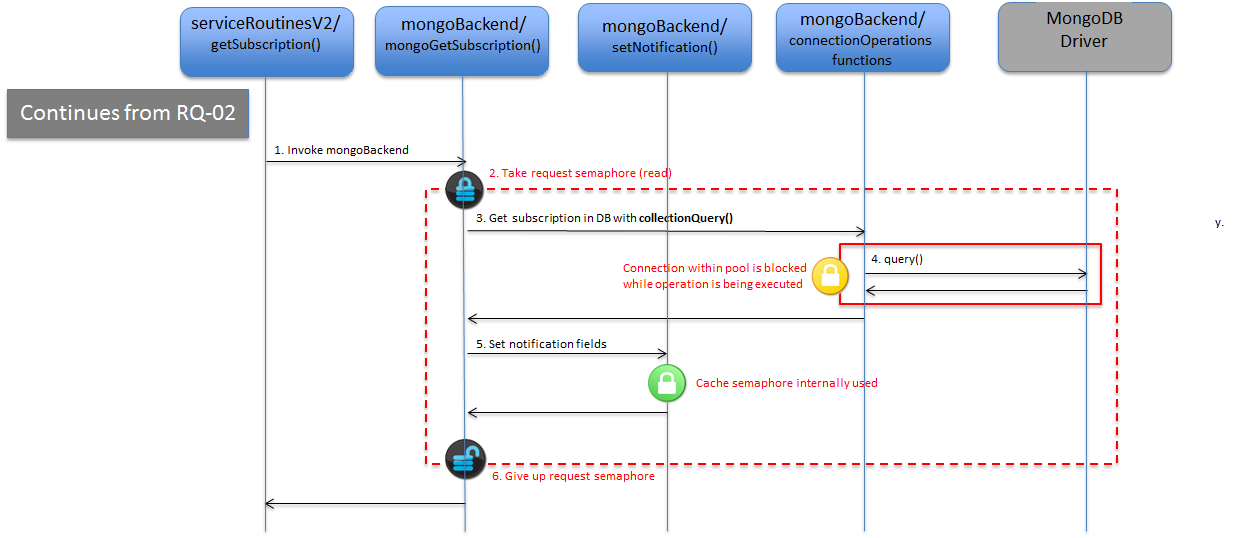 serviceRoutinesV2/
getSubscription()
mongoBackend/
mongoGetSubscription()
mongoBackend/
setNotification()
mongoBackend/
connectionOperations
functions
MongoDB
Driver
Continues from RQ-02
1. Invoke mongoBackend
2. Take request semaphore (read)
3. Get subscription in DB with collectionQuery()
y.
4. query()
Connection within pool is blocked
while operation is being executed
5. Set notification fields
Cache semaphore internally used
6. Give up request semaphore